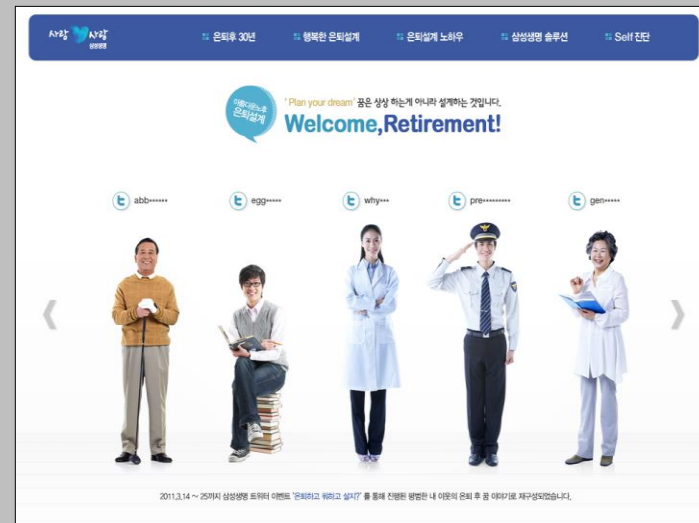 사랑 사랑
삼성생명
은퇴후 30년
행복한 은퇴설계
은퇴설계 노하우
삼성생명 솔루션
Self 진단
아름다운노후
은퇴설계
'Plan your dream' 꿈은 상상 하는게 아니라 설계하는 것입니다.
Welcome,Retirement!
abb******
egg*****
why***
pre*********
gen*****
2011.3.14 ~ 25까지 삼성생명 트위터 이벤트 '은퇴하고 뭐하고 살지?' 를 통해 진행된 평범한 내 이웃의 은퇴 후 꿈 이야기로 재구성되었습니다.